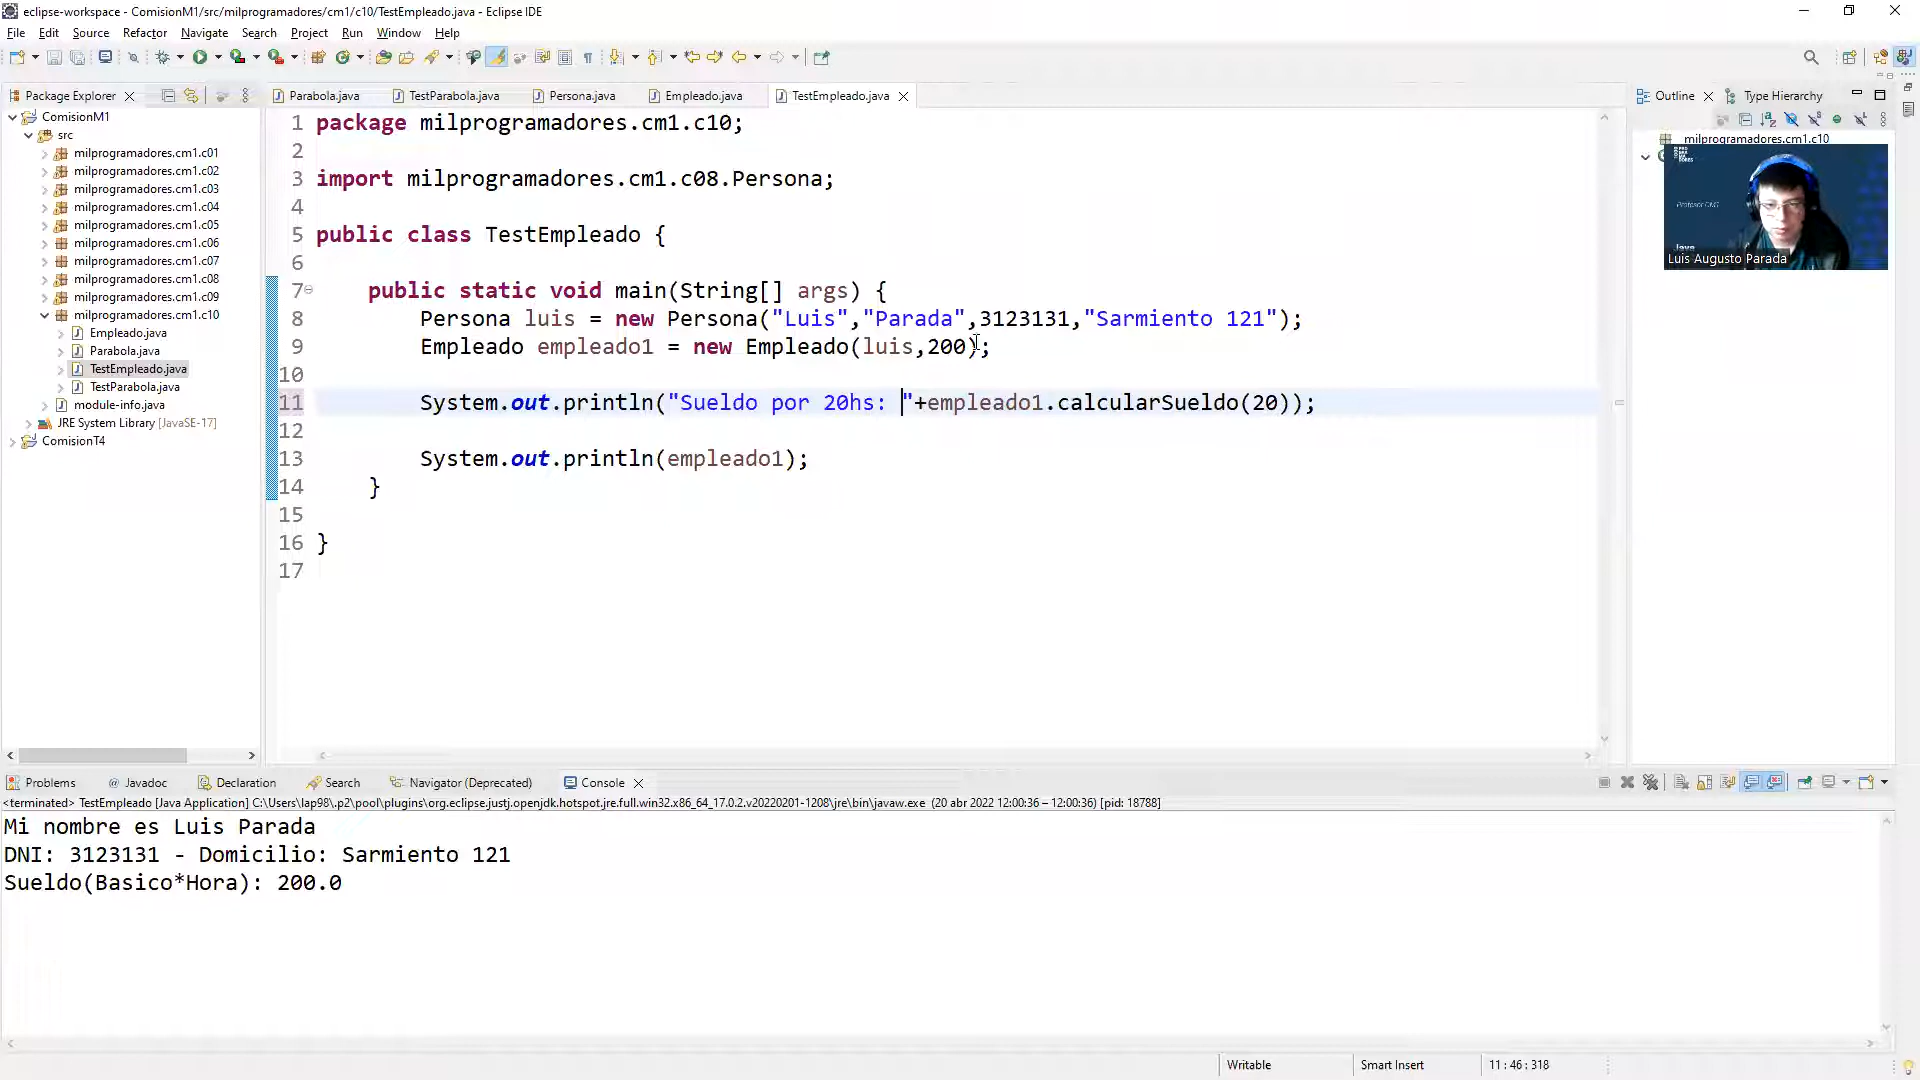 eclipse-workspace - ComisionM1/src/milprogramadores/cm1/c10/TestEmpleado.java - Eclipse IDE
File Edit Source Refactor Navigate Search Project Run Window Help
Package Explorer
Parabola.java TestParabola.java Persona.java Empleado.java TestEmpleado.java
Outline Type Hierarchy
ComisionM1
src
milprogramadores.cm1.c01
milprogramadores.cm1.c02
milprogramadores.cm1.c03
milprogramadores.cm1.c04
milprogramadores.cm1.c05
milprogramadores.cm1.c06
milprogramadores.cm1.c07
milprogramadores.cm1.c08
milprogramadores.cm1.c09
milprogramadores.cm1.c10
Empleado.java
Parabola.java
TestEmpleado.java
TestParabola.java
module-info.java
JRE System Library [JavaSE-17]
ComisionT4
1 package milprogramadores.cm1.c10;
2
3 import milprogramadores.cm1.c08.Persona;
4
5 public class TestEmpleado {
6
7 public static void main(String[] args) {
8 Persona luis = new Persona("Luis","Parada",3123131,"Sarmiento 121");
9 Empleado empleado1 = new Empleado(luis,200);
10
11 System.out.println("Sueldo por 20hs: "+empleado1.calcularSueldo(20));
12
13 System.out.println(empleado1);
14 }
15
16 }
17
milprogramadores.cm1.c10
Profesor CM1
Java
Luis Augusto Parada
Problems Javadoc Declaration Search Navigator (Deprecated) Console
<terminated> TestEmpleado [Java Application] C:\Users\lap98\.p2\pool\plugins\org.eclipse.justj.openjdk.hotspot.jre.full.win32.x86_64_17.0.2.v20220201-1208\jre\bin\javaw.exe (20 abr 2022 12:00:36 – 12:00:36) [pid: 18788]
Mi nombre es Luis Parada
DNI: 3123131 - Domicilio: Sarmiento 121
Sueldo(Basico*Hora): 200.0
Writable Smart Insert 11 : 46 : 318